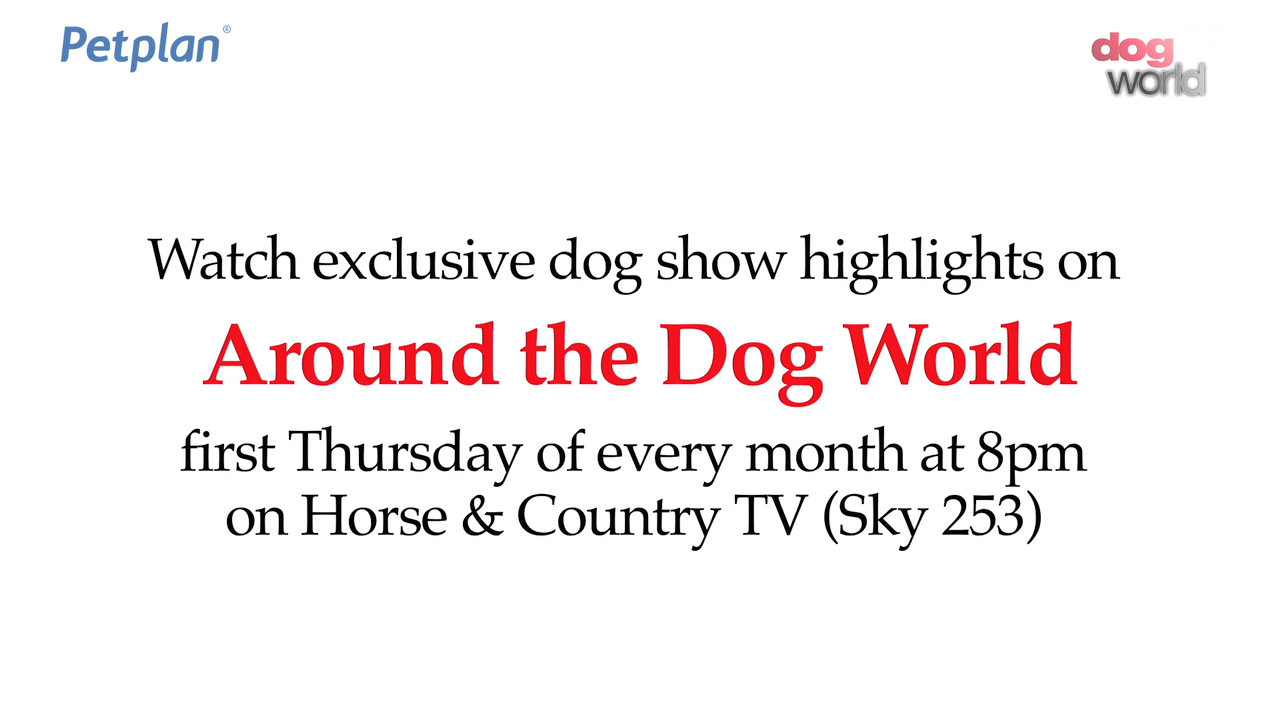 Petplan®
dog
world
Watch exclusive dog show highlights on
Around the Dog World
first Thursday of every month at 8pm
on Horse & Country TV (Sky 253)